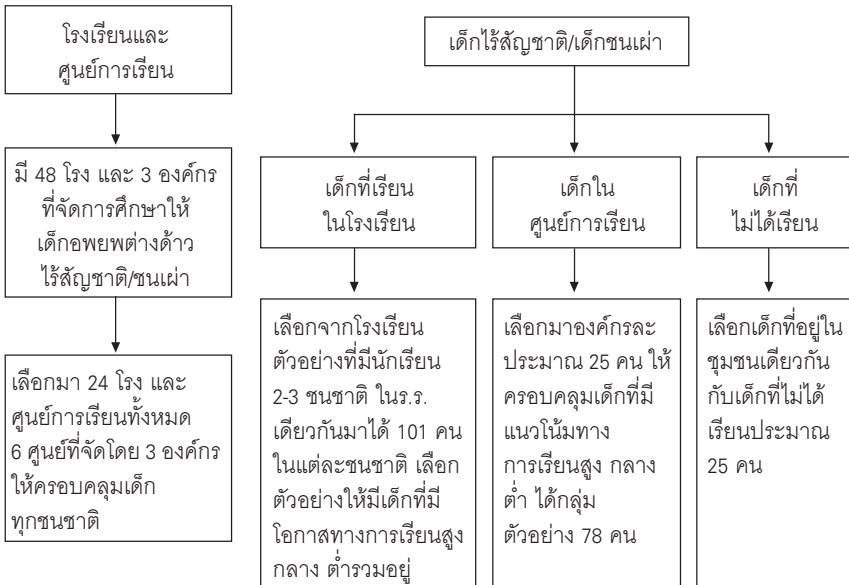 โรงเรียนและ
ศูนย์การเรียน
มี 48 โรง และ 3 องค์กร
ที่จัดการศึกษาให้
เด็กอพยพต่างด้าว
ไร้สัญชาติ/ชนเผ่า
เลือกมา 24 โรง และ
ศูนย์การเรียนทั้งหมด
6 ศูนย์ที่จัดโดย 3 องค์กร
ให้ครอบคลุมเด็ก
ทุกชนชาติ
เด็กไร้สัญชาติ/เด็กชนเผ่า
เด็กที่เรียน
ในโรงเรียน
เลือกจากโรงเรียน
ตัวอย่างที่มีนักเรียน
2-3 ชนชาติ ในร.ร.
เดียวกันมาได้ 101 คน
ในแต่ละชนชาติ เลือก
ตัวอย่างให้มีเด็กที่มี
โอกาสทางการเรียนสูง
กลาง ต่ำรวมอยู่
เด็กใน
ศูนย์การเรียน
เลือกมาองค์กรละ
ประมาณ 25 คน ให้
ครอบคลุมเด็กที่มี
แนวโน้มทาง
การเรียนสูง กลาง
ต่ำ ได้กลุ่ม
ตัวอย่าง 78 คน
เด็กที่
ไม่ได้เรียน
เลือกเด็กที่อยู่ใน
ชุมชนเดียวกัน
กับเด็กที่ไม่ได้
เรียนประมาณ
25 คน